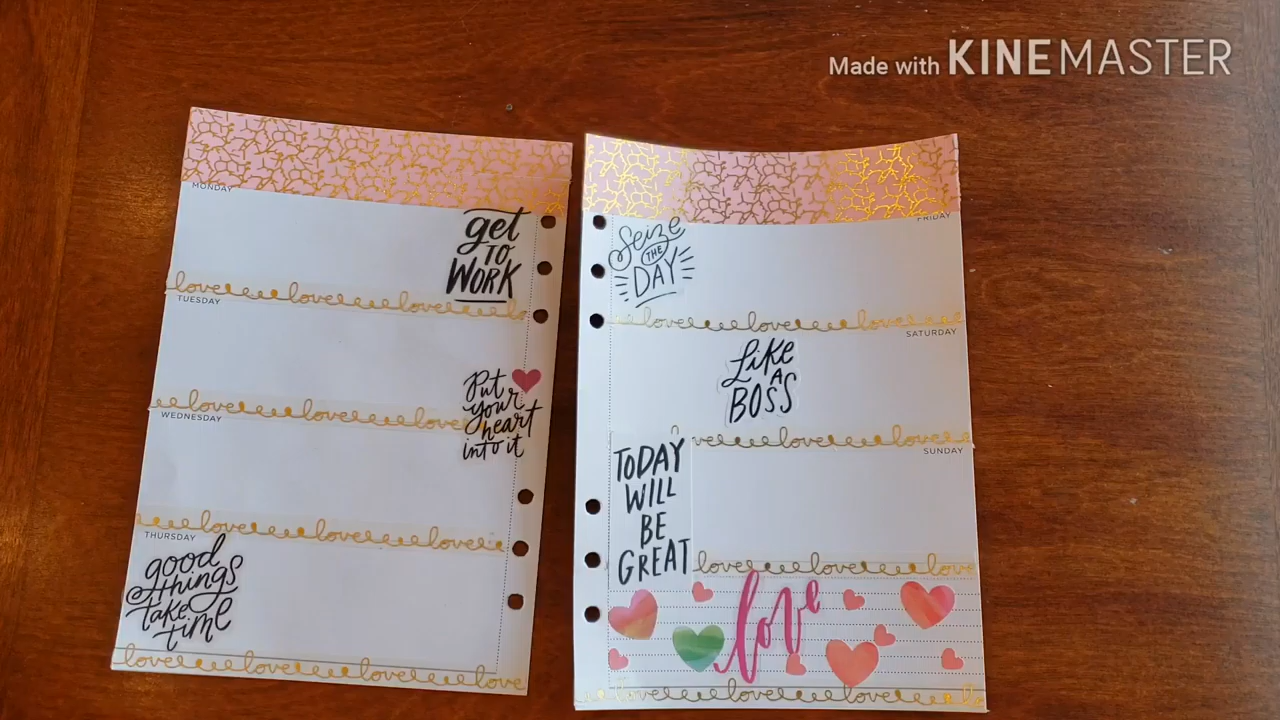 Made with KINEMASTER
MONDAY
get
TO
WORK
love love love lo
TUESDAY
Put
your
heart
into it
love love love
WEDNESDAY
love love love
THURSDAY
good
things
take
time
love love love love
FRIDAY
Seize
THE
DAY
love love love
SATURDAY
Like
A
BOSS
love love love
SUNDAY
TODAY
WILL
BE
GREAT
love love love
love
love love love